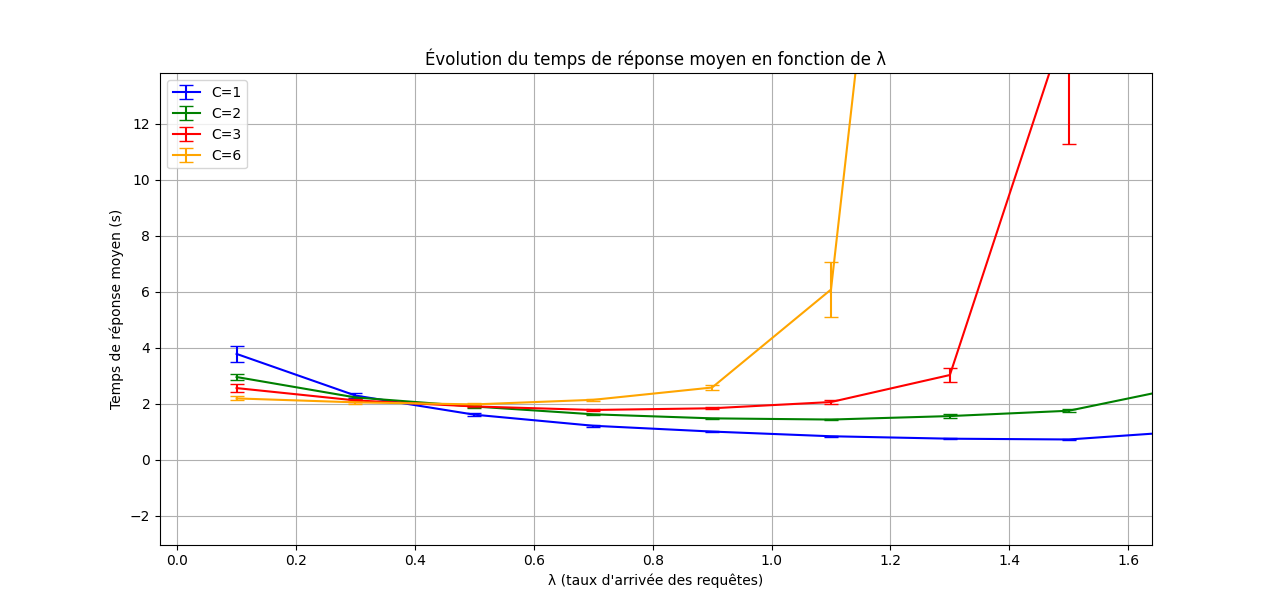 Évolution du temps de réponse moyen en fonction de λ
C=1
C=2
C=3
C=6
12
10
8
6
4
2
0
−2
Temps de réponse moyen (s)
0.0 0.2 0.4 0.6 0.8 1.0 1.2 1.4 1.6
λ (taux d'arrivée des requêtes)